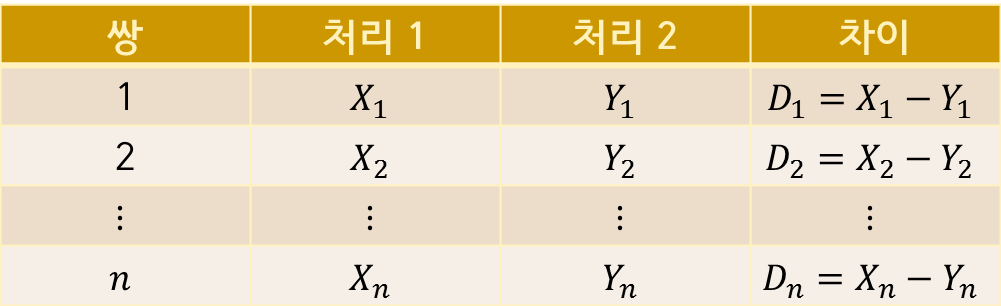 쌍 처리 1 처리 2 차이
1 X₁ Y₁ D₁ = X₁ − Y₁
2 X₂ Y₂ D₂ = X₂ − Y₂
⋮ ⋮ ⋮ ⋮
n Xₙ Yₙ Dₙ = Xₙ − Yₙ